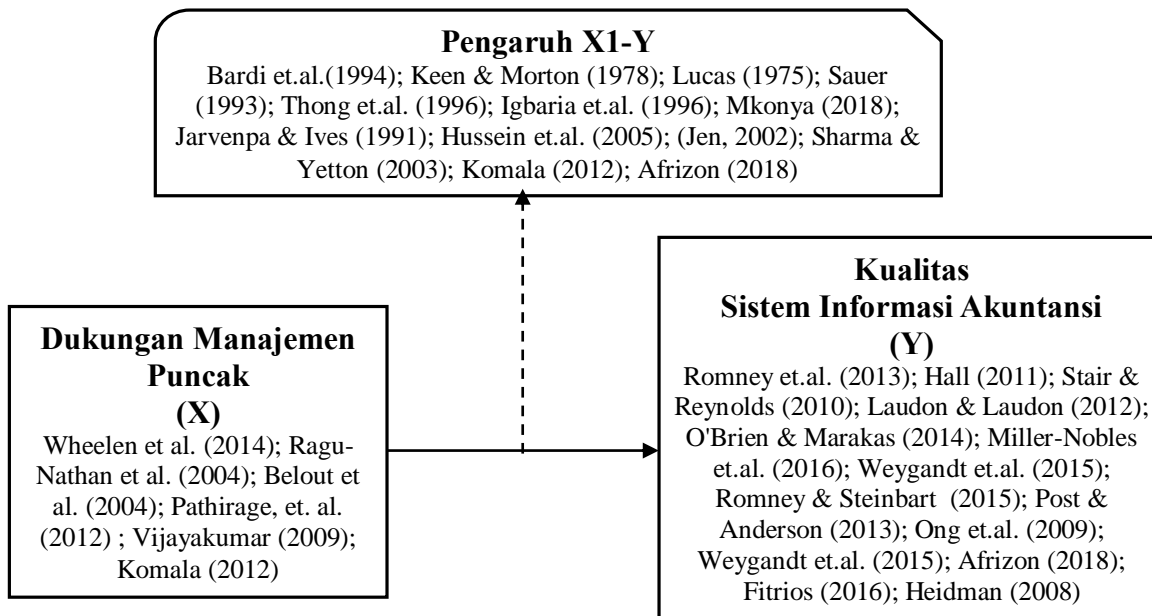 Pengaruh X1-Y
Bardi et.al.(1994); Keen & Morton (1978); Lucas (1975); Sauer
(1993); Thong et.al. (1996); Igbaria et.al. (1996); Mkonya (2018);
Jarvenpa & Ives (1991); Hussein et.al. (2005); (Jen, 2002); Sharma &
Yetton (2003); Komala (2012); Afrizon (2018)
Dukungan Manajemen
Puncak
(X)
Wheelen et al. (2014); Ragu-
Nathan et al. (2004); Belout et
al. (2004); Pathirage, et. al.
(2012) ; Vijayakumar (2009);
Komala (2012)
Kualitas
Sistem Informasi Akuntansi
(Y)
Romney et.al. (2013); Hall (2011); Stair &
Reynolds (2010); Laudon & Laudon (2012);
O'Brien & Marakas (2014); Miller-Nobles
et.al. (2016); Weygandt et.al. (2015);
Romney & Steinbart (2015); Post &
Anderson (2013); Ong et.al. (2009);
Weygandt et.al. (2015); Afrizon (2018);
Fitrios (2016); Heidman (2008)